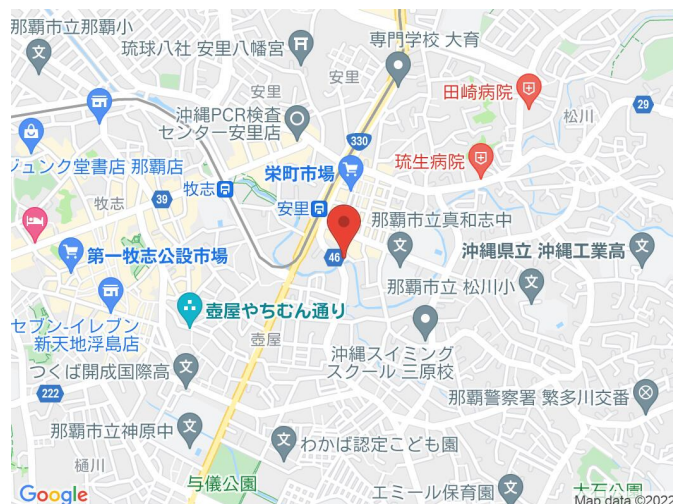 那覇市立那覇小
琉球八社 安里八幡宮
専門学校 大育
安里
安里
田崎病院
松川
29
沖縄PCR検査
センター安里店
330
琉生病院
ジュンク堂書店 那覇店
栄町市場
39
牧志
牧志
安里
那覇市立真和志中
第一牧志公設市場
46
沖縄県立 沖縄工業高
那覇市立 松川小
壺屋やちむん通り
セブン-イレブン
新天地浮島店
壺屋
沖縄スイミング
スクール 三原校
つくば開成国際高
222
那覇警察署 繁多川交番
那覇市立神原中
わかば認定こども園
樋川
与儀公園
エミール保育園
大石公園
Google
Map data ©2022